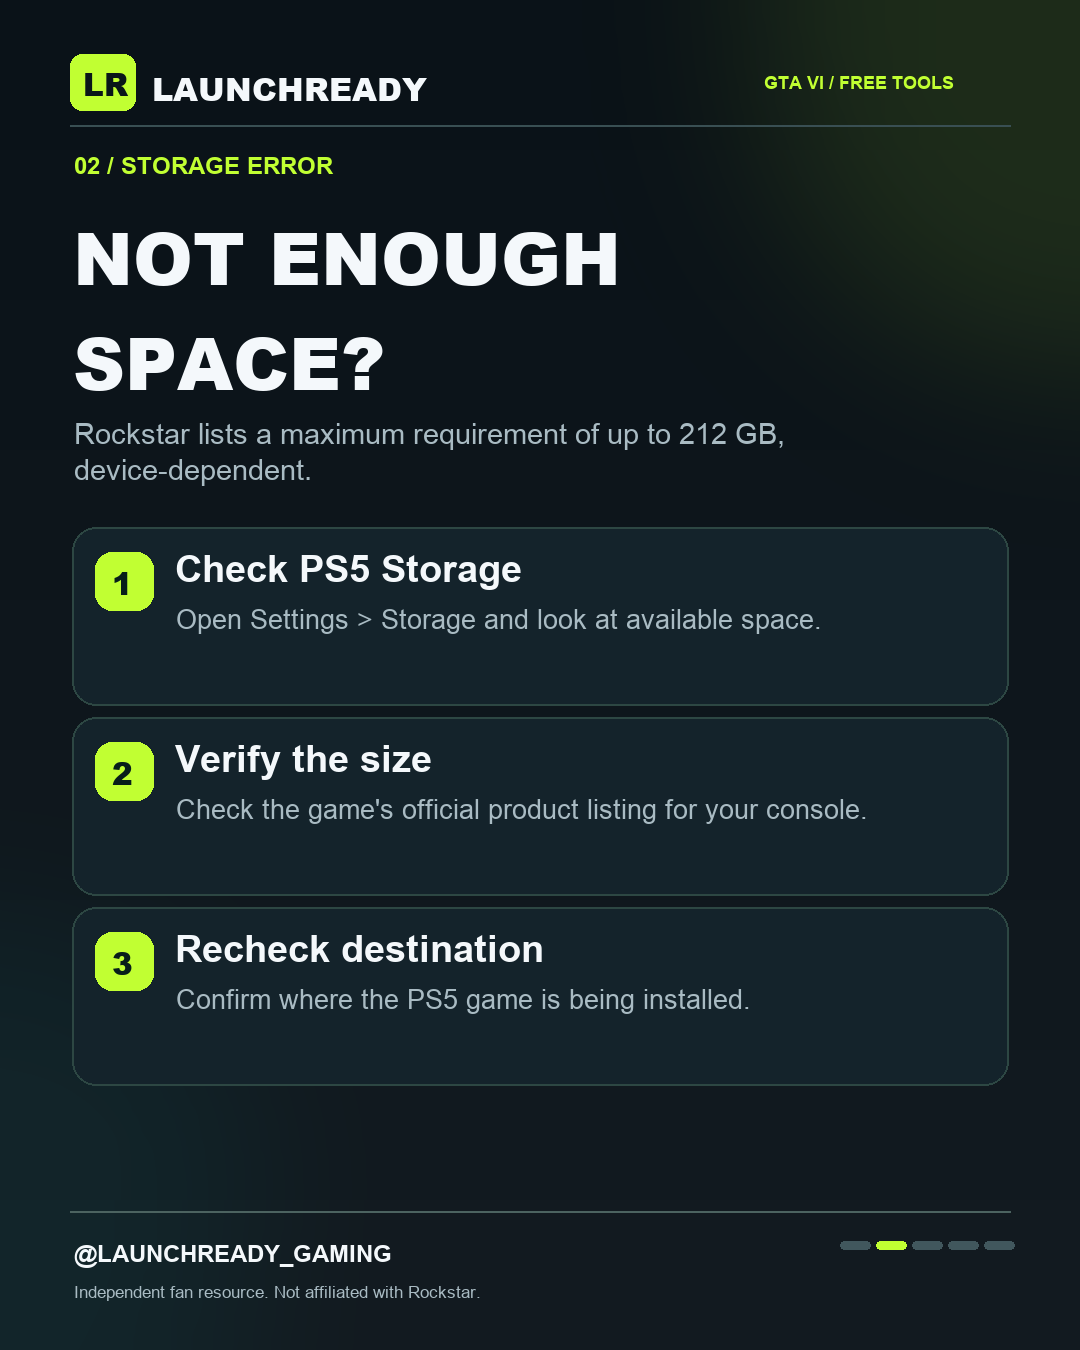 LR LAUNCHREADY
GTA VI / FREE TOOLS
02 / STORAGE ERROR
NOT ENOUGH
SPACE?
Rockstar lists a maximum requirement of up to 212 GB,
device-dependent.
1
Check PS5 Storage
Open Settings > Storage and look at available space.
2
Verify the size
Check the game's official product listing for your console.
3
Recheck destination
Confirm where the PS5 game is being installed.
@LAUNCHREADY_GAMING
Independent fan resource. Not affiliated with Rockstar.